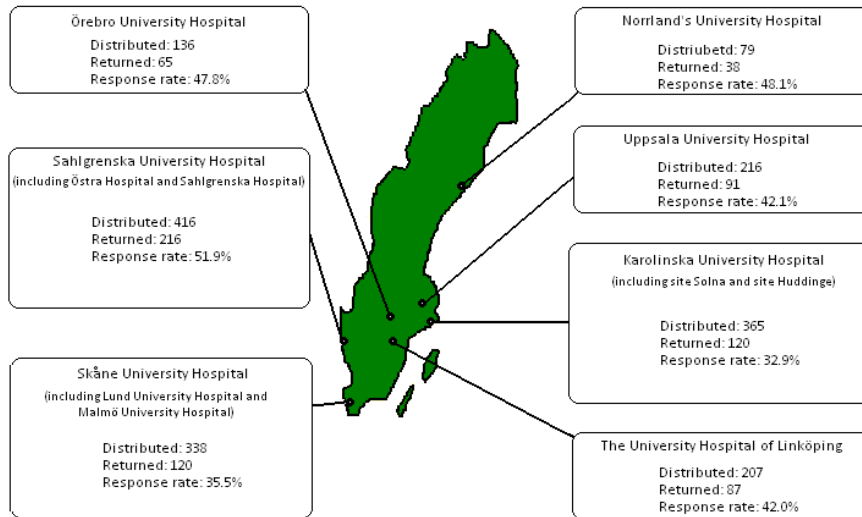 Örebro University Hospital
Distributed: 136
Returned: 65
Response rate: 47.8%
Norrland's University Hospital
Distriubetd: 79
Returned: 38
Response rate: 48.1%
Sahlgrenska University Hospital
(including Östra Hospital and Sahlgrenska Hospital)
Distributed: 416
Returned: 216
Response rate: 51.9%
Uppsala University Hospital
Distributed: 216
Returned: 91
Response rate: 42.1%
Karolinska University Hospital
(including site Solna and site Huddinge)
Distributed: 365
Returned: 120
Response rate: 32.9%
Skåne University Hospital
(including Lund University Hospital and
Malmö University Hospital)
Distributed: 338
Returned: 120
Response rate: 35.5%
The University Hospital of Linköping
Distributed: 207
Returned: 87
Response rate: 42.0%